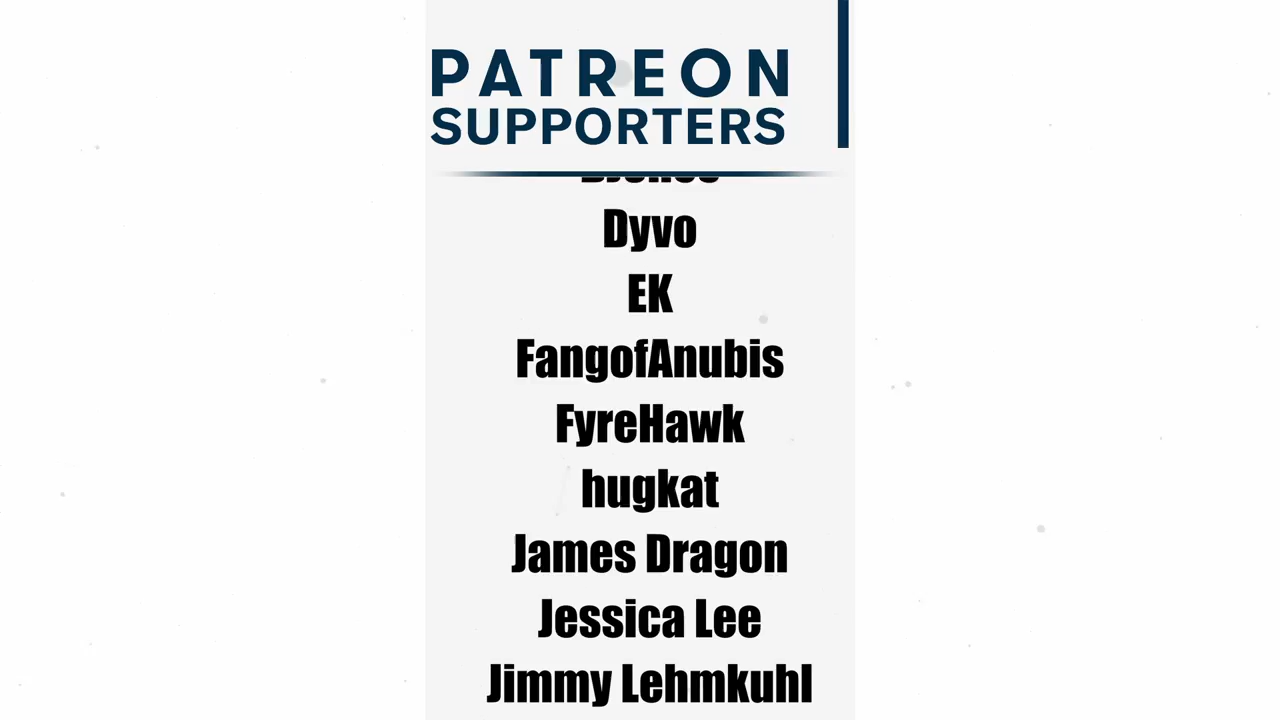 PATREON
SUPPORTERS
Dyvo
EK
FangofAnubis
FyreHawk
hugkat
James Dragon
Jessica Lee
Jimmy Lehmkuhl